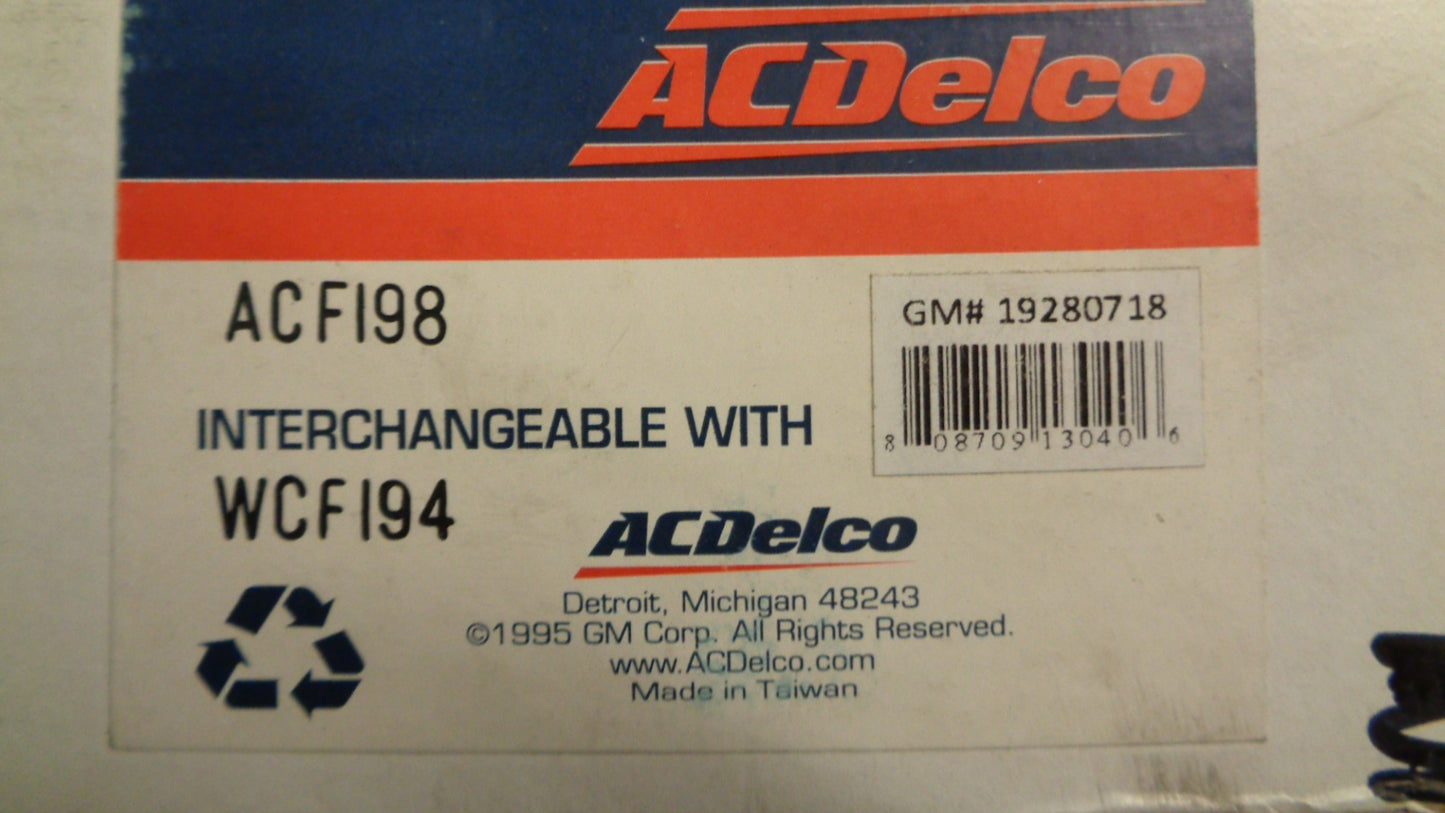 ACDelco
ACF198
GM# 19280718
8 08709 13040 6
INTERCHANGEABLE WITH
WCF194
ACDelco
Detroit, Michigan 48243
©1995 GM Corp. All Rights Reserved.
www.ACDelco.com
Made in Taiwan